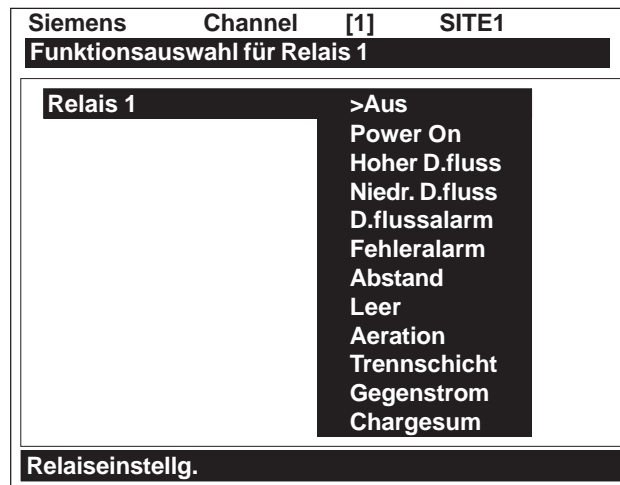 Siemens Channel [1] SITE1
Funktionsauswahl für Relais 1
Relais 1 >Aus
Power On
Hoher D.fluss
Niedr. D.fluss
D.flussalarm
Fehleralarm
Abstand
Leer
Aeration
Trennschicht
Gegenstrom
Chargesum
Relaiseinstellg.